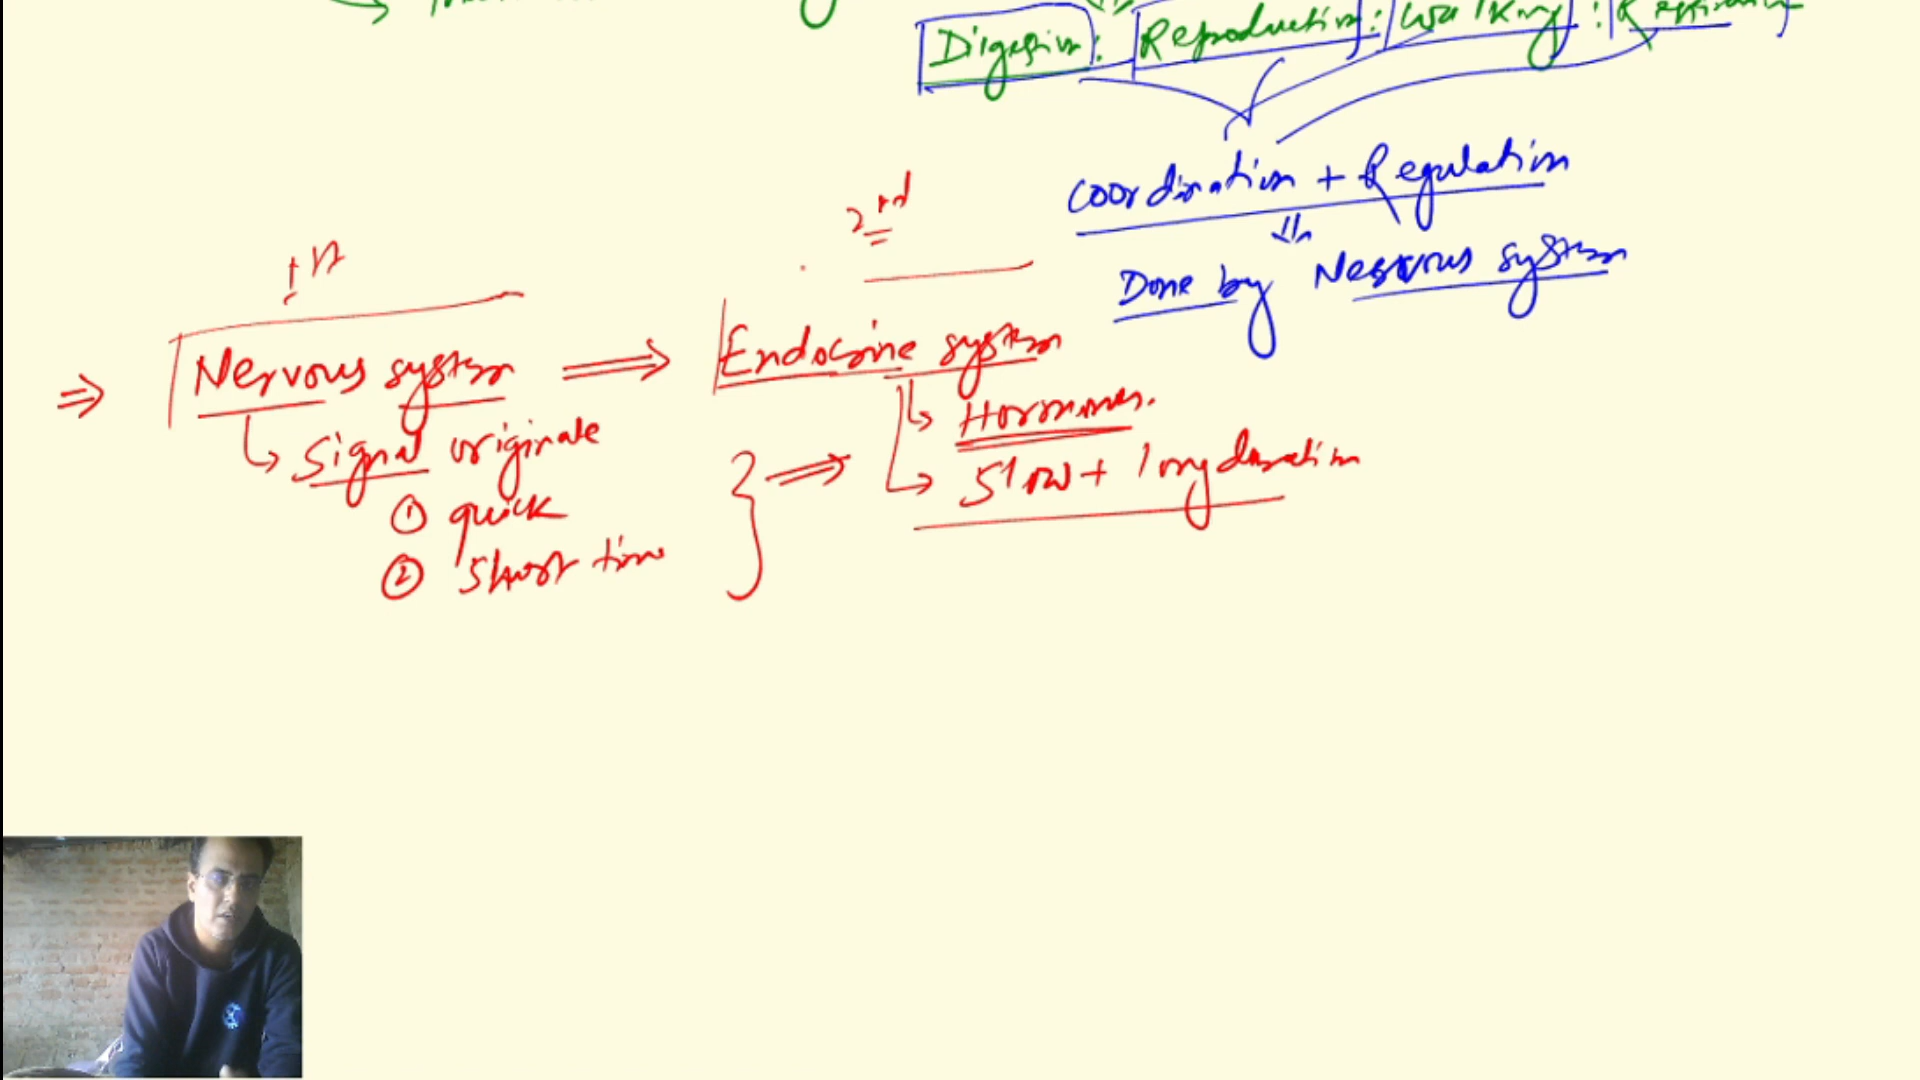 Digestion : Reproduction : Walking : Respiration
Coordination + Regulation
Done by Nervous system
1st
2nd
⇒ Nervous system ⇒ Endocrine system
↳ Signal originate
① quick
② Short time
} ⇒
↳ Hormones.
↳ Slow + long duration